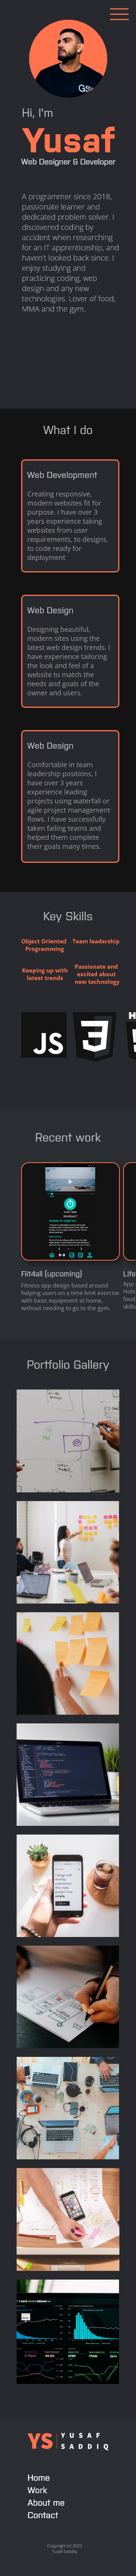 Hi, I'm
Yusaf
Web Designer & Developer
A programmer since 2018,
passionate learner and
dedicated problem solver. I
discovered coding by
accident when researching
for an IT apprenticeship, and
haven't looked back since. I
enjoy studying and
practicing coding, web
design and any new
technologies. Lover of food,
MMA and the gym.
What I do
Web Development
Creating responsive,
modern websites fit for
purpose. I have over 3
years experience taking
websites from users
requirements, to designs,
to code ready for
deployment
Web Design
Designing beautiful,
modern sites using the
latest web design trends. I
have experience tailoring
the look and feel of a
website to match the
needs and goals of the
owner and users.
Web Design
Comfortable in team
leadership positions, I
have over 3 years
experience leading
projects using waterfall or
agile project management
flows. I have successfully
taken failing teams and
helped them complete
their goals many times.
Key Skills
Object Oriented
Programming
Team leadership
Keeping up with
latest trends
Passionate and
excited about
new technology
JS
3
Recent work
Fit4all (upcoming)
Fitness app design based around
helping users on a time limit exercise
with basic equipment at home,
without needing to go to the gym.
Life
App
Holic
food
skills
Portfolio Gallery
YS
YUSAF
SADDIQ
Home
Work
About me
Contact
Copyright (c) 2022
Yusaf Saddiq